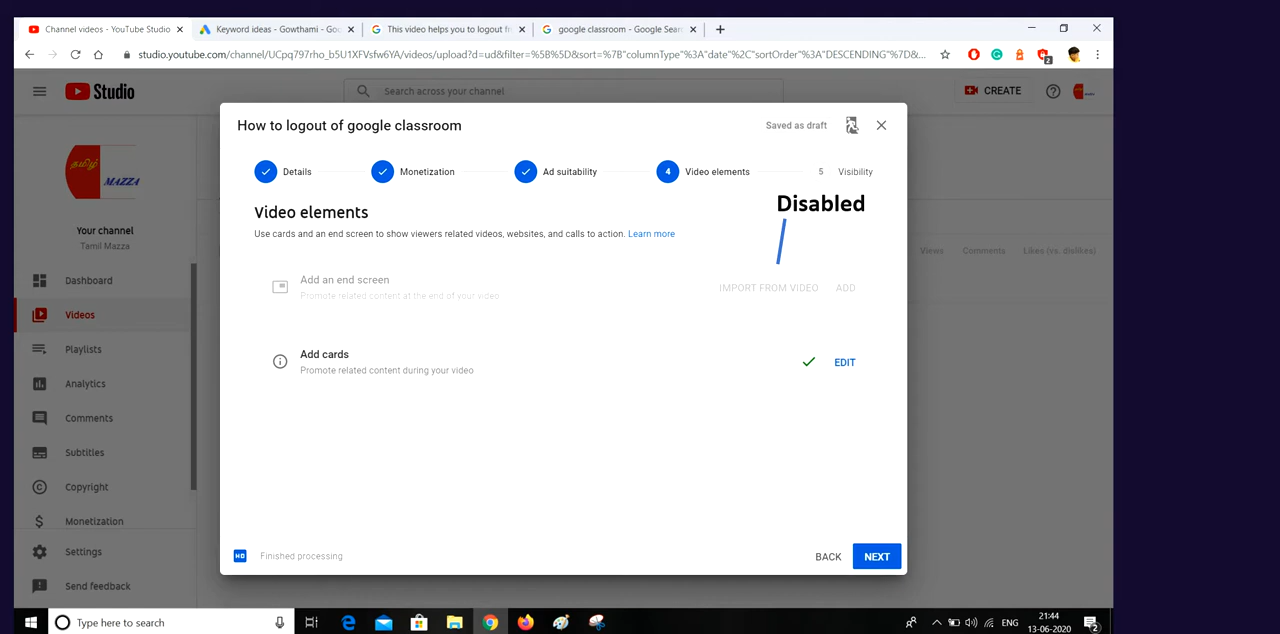 Channel videos - YouTube Studio
Keyword ideas - Gowthami - Goo
This video helps you to logout fr
google classroom - Google Sear
studio.youtube.com/channel/UCpq797rho_b5U1XFVsfw6YA/videos/upload?d=ud&filter=%5B%5D&sort=%7B"columnType"%3A"date"%2C"sortOrder"%3A"DESCENDING"%7D&...
2
Studio
Search across your channel
CREATE
How to logout of google classroom
Saved as draft
Details
Monetization
Ad suitability
4 Video elements
5 Visibility
Disabled
Video elements
Use cards and an end screen to show viewers related videos, websites, and calls to action. Learn more
Add an end screen
Promote related content at the end of your video
IMPORT FROM VIDEO
ADD
Add cards
Promote related content during your video
EDIT
HD
Finished processing
BACK
NEXT
தமிழ்
MAZZA
Your channel
Tamil Mazza
Dashboard
Videos
Playlists
Analytics
Comments
Subtitles
Copyright
Monetization
Settings
Send feedback
Views
Comments
Likes (vs. dislikes)
Type here to search
ENG
21:44
13-06-2020
2